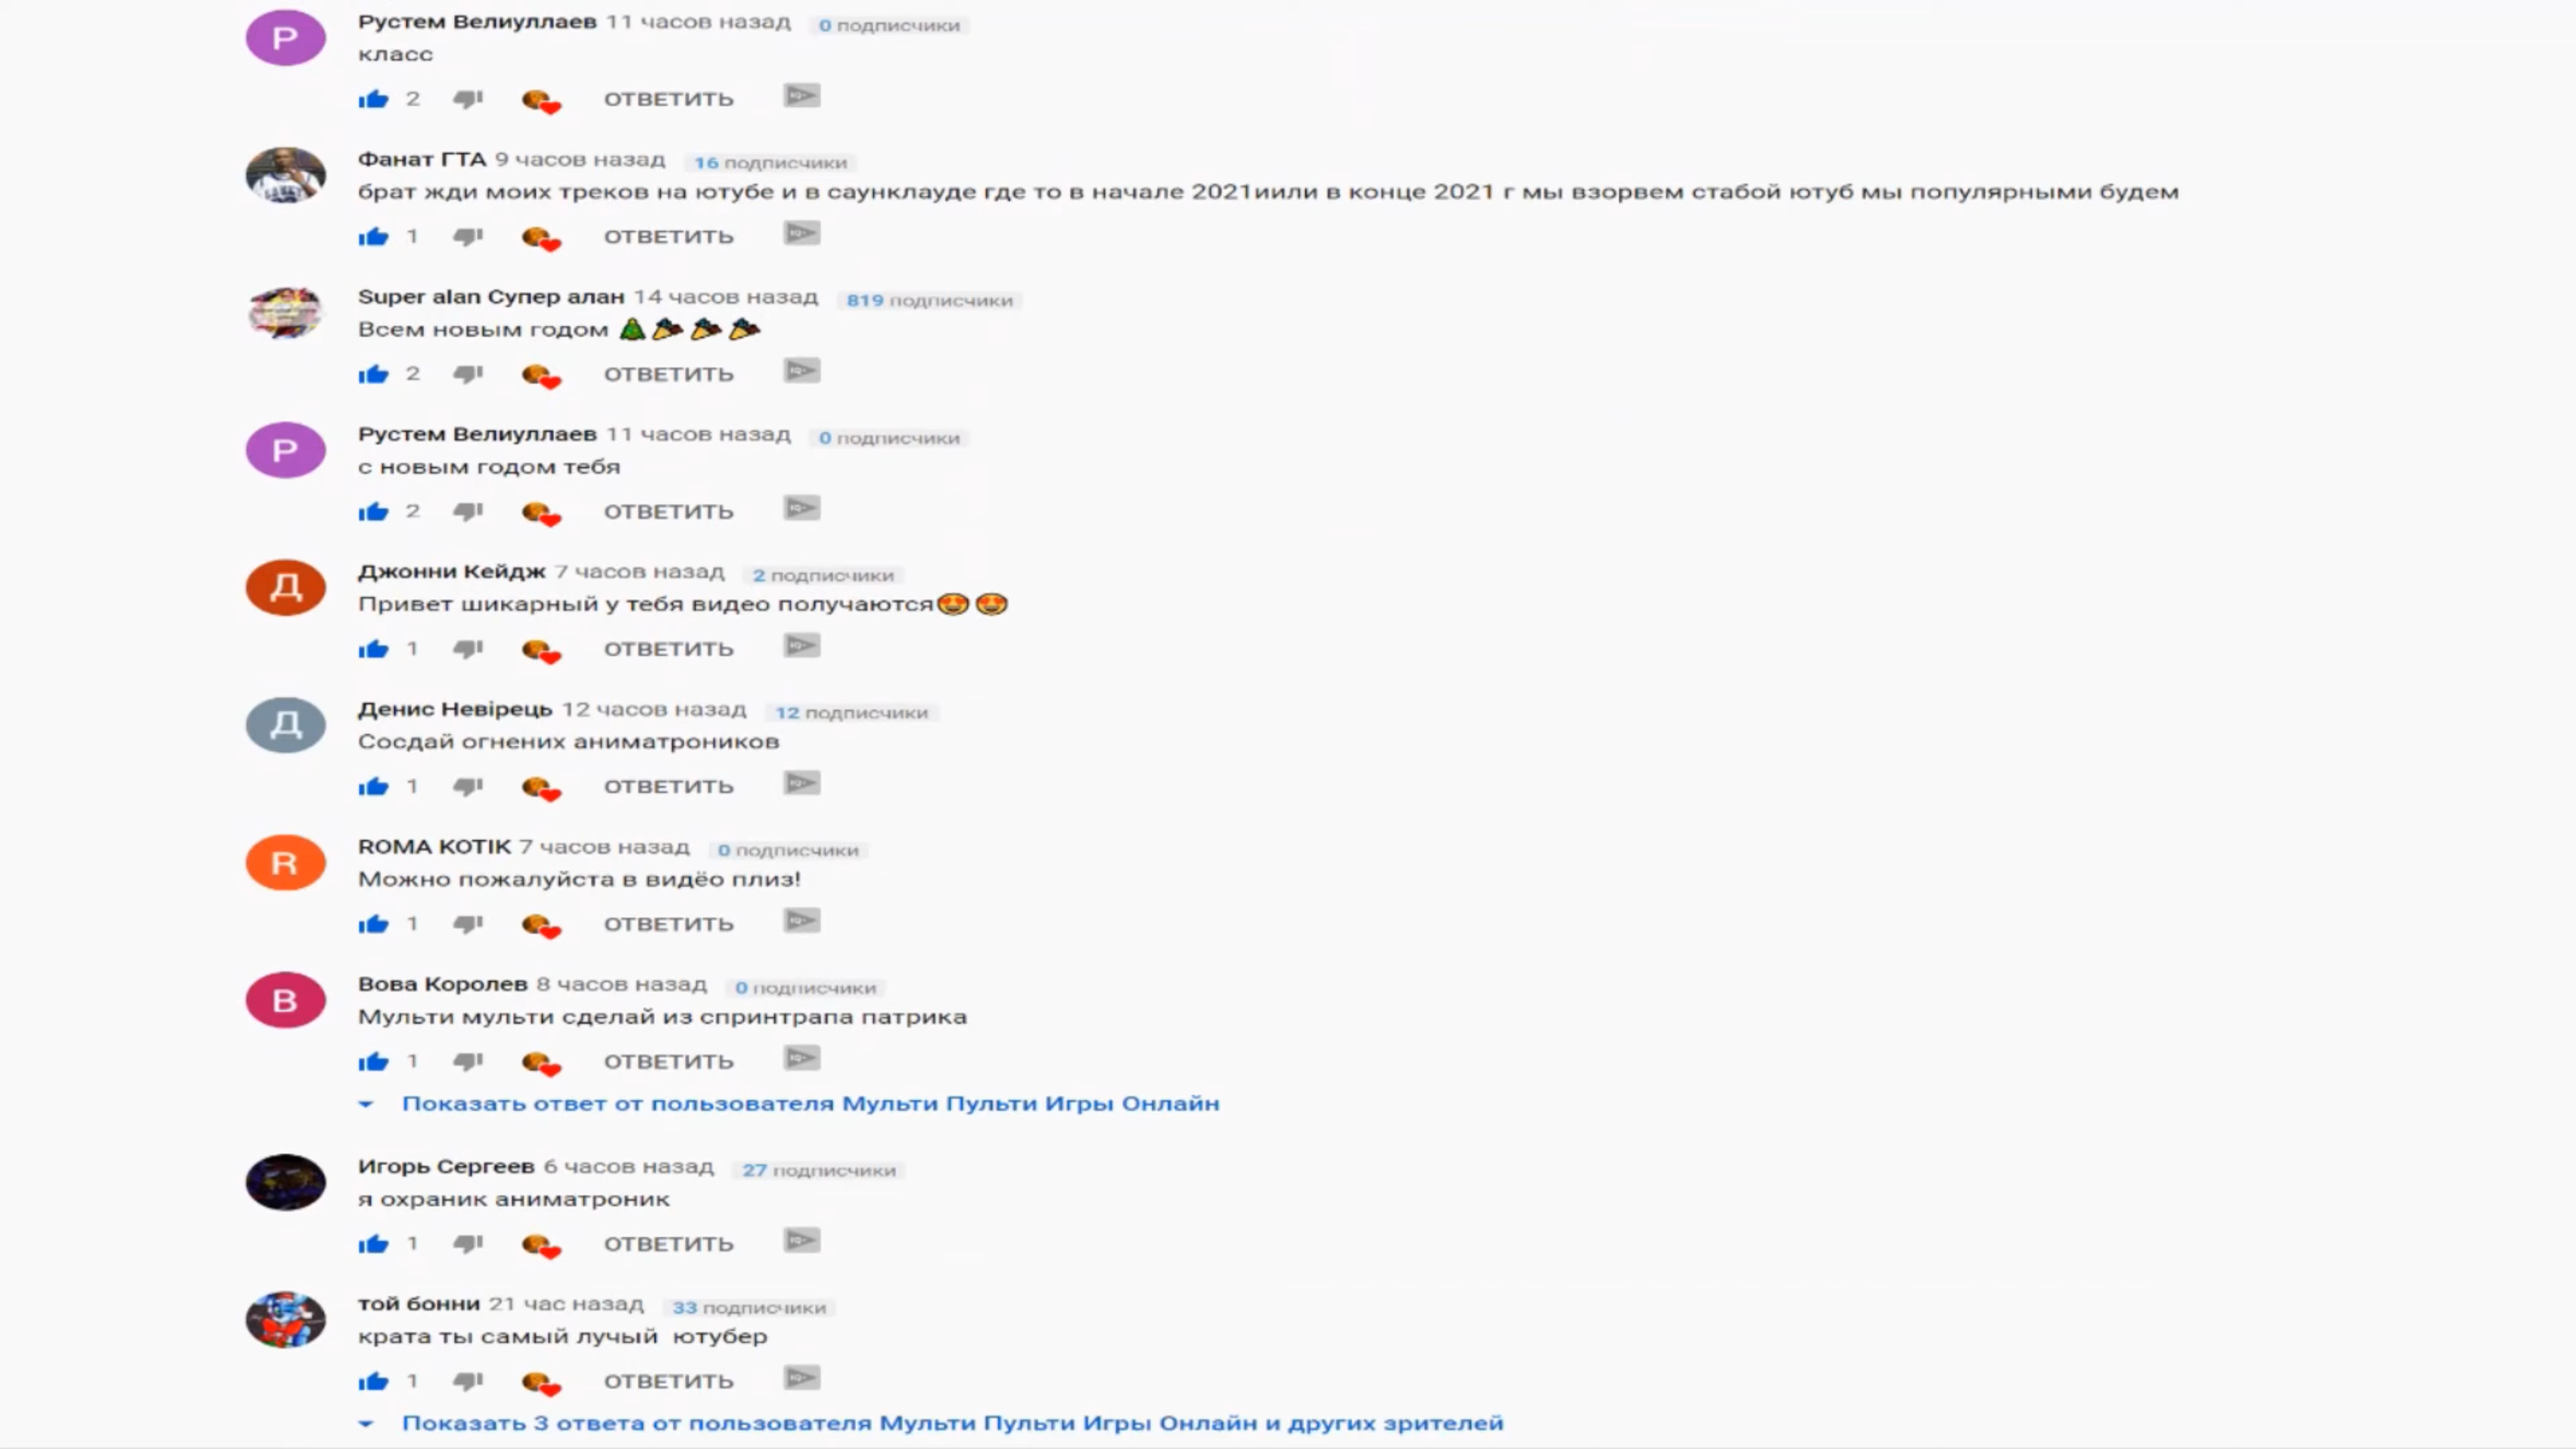 Р
Рустем Велиуллаев 11 часов назад 0 подписчики
класс
2 ОТВЕТИТЬ
Фанат ГТА 9 часов назад 16 подписчики
брат жди моих треков на ютубе и в саунклауде где то в начале 2021иили в конце 2021 г мы взорвем стабой ютуб мы популярными будем
1 ОТВЕТИТЬ
Super alan Супер алан 14 часов назад 819 подписчики
Всем новым годом 🎄🎉🎉🎉
2 ОТВЕТИТЬ
Р
Рустем Велиуллаев 11 часов назад 0 подписчики
с новым годом тебя
2 ОТВЕТИТЬ
Д
Джонни Кейдж 7 часов назад 2 подписчики
Привет шикарный у тебя видео получаются😍😍
1 ОТВЕТИТЬ
Д
Денис Невірець 12 часов назад 12 подписчики
Сосдай огнених аниматроников
1 ОТВЕТИТЬ
R
ROMA KOTIK 7 часов назад 0 подписчики
Можно пожалуйста в видёо плиз!
1 ОТВЕТИТЬ
В
Вова Королев 8 часов назад 0 подписчики
Мульти мульти сделай из спринтрапа патрика
1 ОТВЕТИТЬ
Показать ответ от пользователя Мульти Пульти Игры Онлайн
Игорь Сергеев 6 часов назад 27 подписчики
я охраник аниматроник
1 ОТВЕТИТЬ
той бонни 21 час назад 33 подписчики
крата ты самый лучый ютубер
1 ОТВЕТИТЬ
Показать 3 ответа от пользователя Мульти Пульти Игры Онлайн и других зрителей